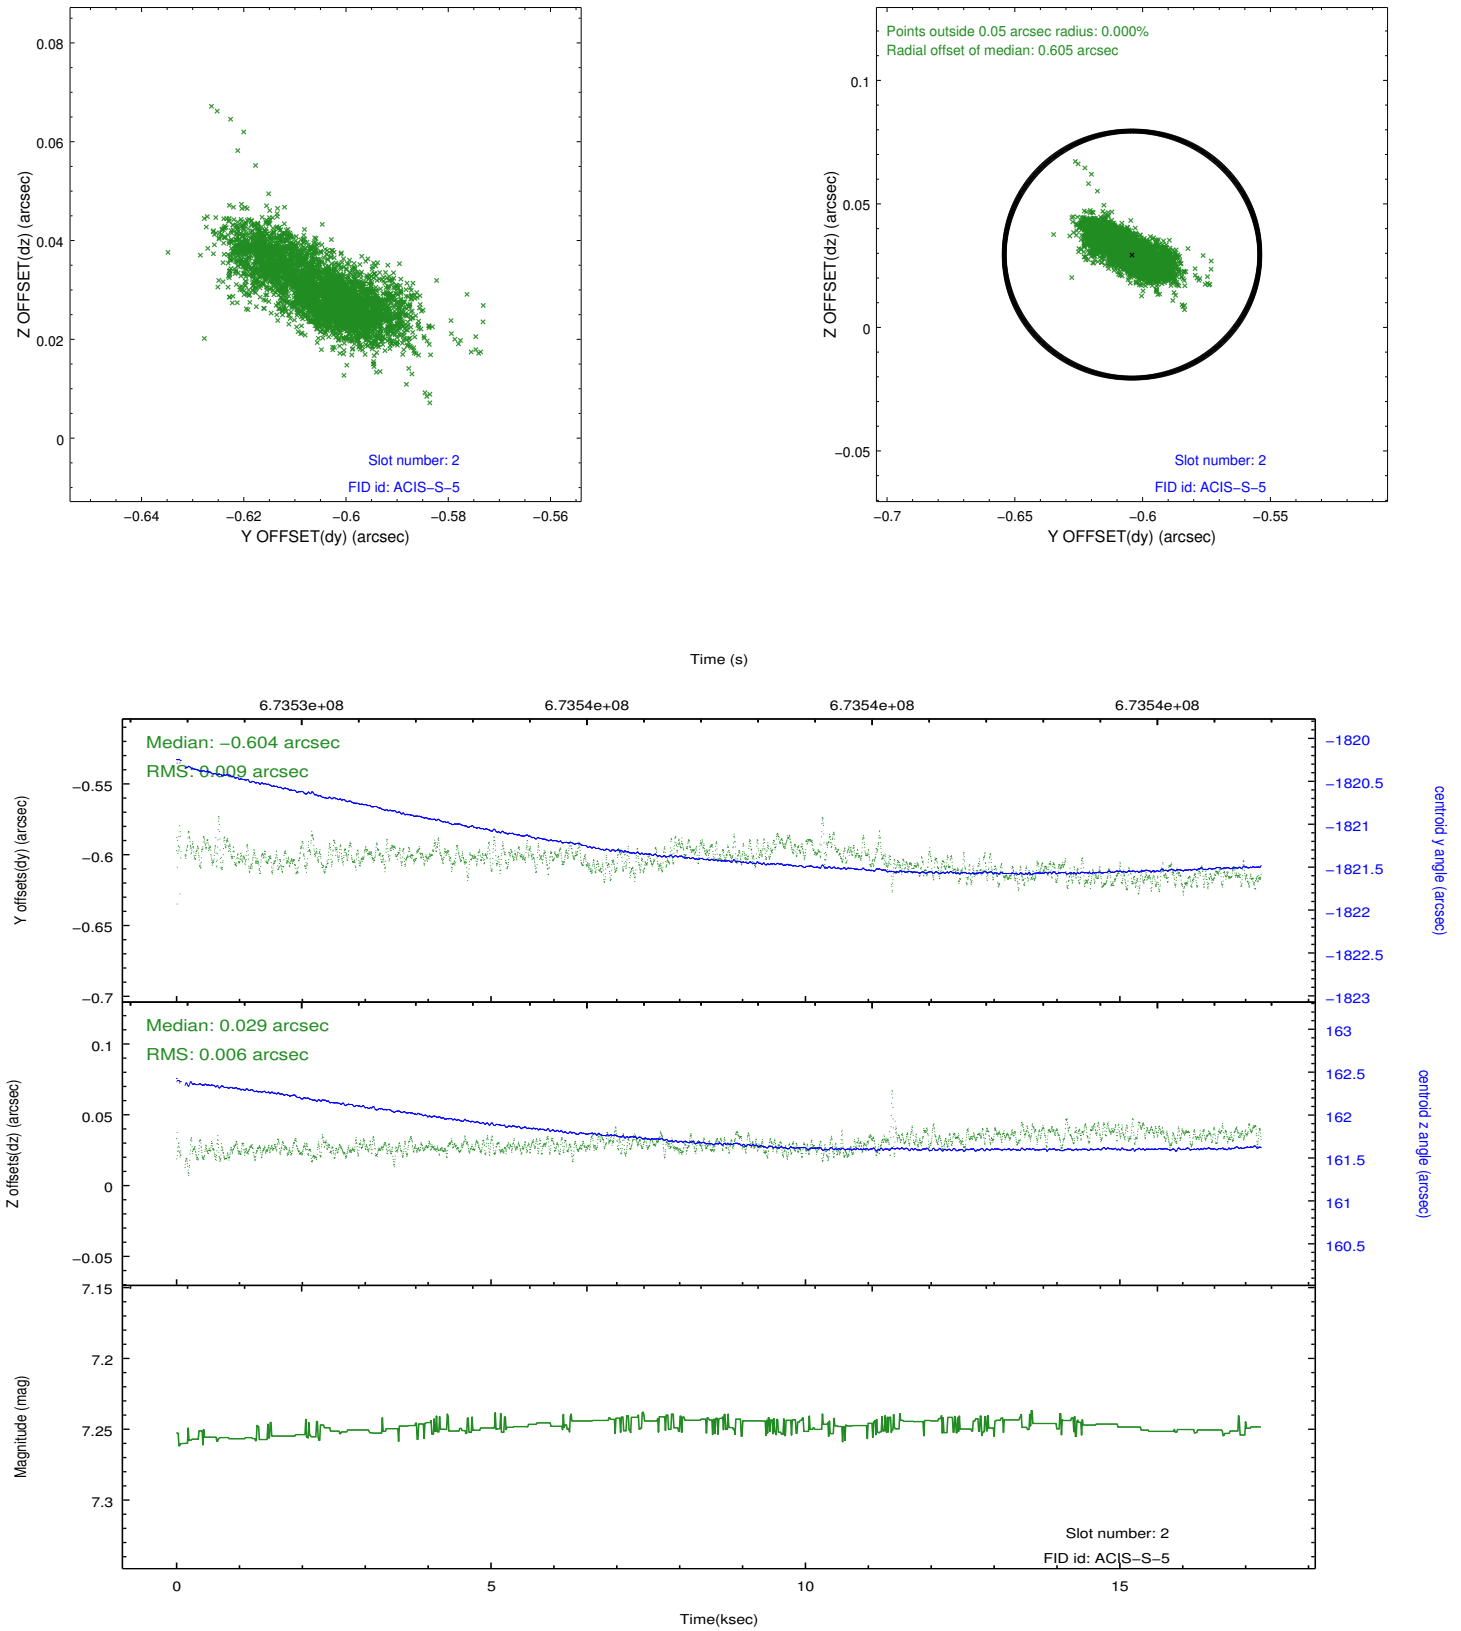 0.08
0.06
0.04
0.02
0
Z OFFSET(dz) (arcsec)
Slot number: 2
FID id: ACIS−S−5
−0.64 −0.62 −0.6 −0.58 −0.56
Y OFFSET(dy) (arcsec)
Points outside 0.05 arcsec radius: 0.000%
Radial offset of median: 0.605 arcsec
0.1
0.05
0
−0.05
Z OFFSET(dz) (arcsec)
Slot number: 2
FID id: ACIS−S−5
−0.7 −0.65 −0.6 −0.55
Y OFFSET(dy) (arcsec)
Time (s)
6.7353e+08 6.7354e+08 6.7354e+08 6.7354e+08
Median: −0.604 arcsec
RMS: 0.009 arcsec
−0.55
−0.6
−0.65
−0.7
Y offsets(dy) (arcsec)
−1820
−1820.5
−1821
−1821.5
−1822
−1822.5
−1823
centroid y angle (arcsec)
Median: 0.029 arcsec
RMS: 0.006 arcsec
0.1
0.05
0
−0.05
Z offsets(dz) (arcsec)
163
162.5
162
161.5
161
160.5
centroid z angle (arcsec)
7.15
7.2
7.25
7.3
Magnitude (mag)
Slot number: 2
FID id: ACIS−S−5
0 5 10 15
Time(ksec)